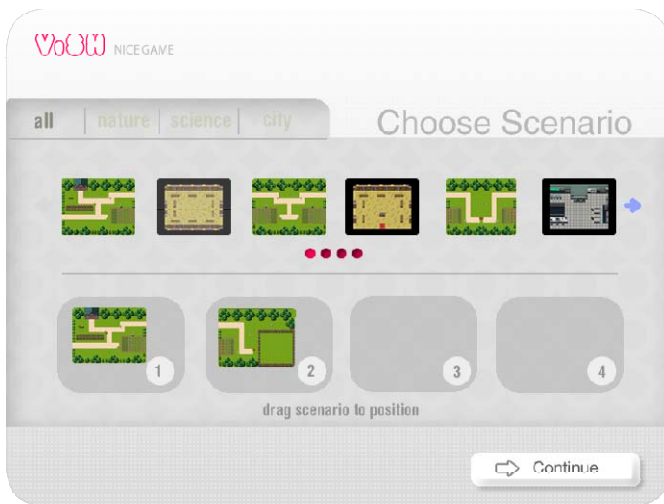 NICEGAME
all nature science city
Choose Scenario
1 2 3 4
drag scenario to position
Continue